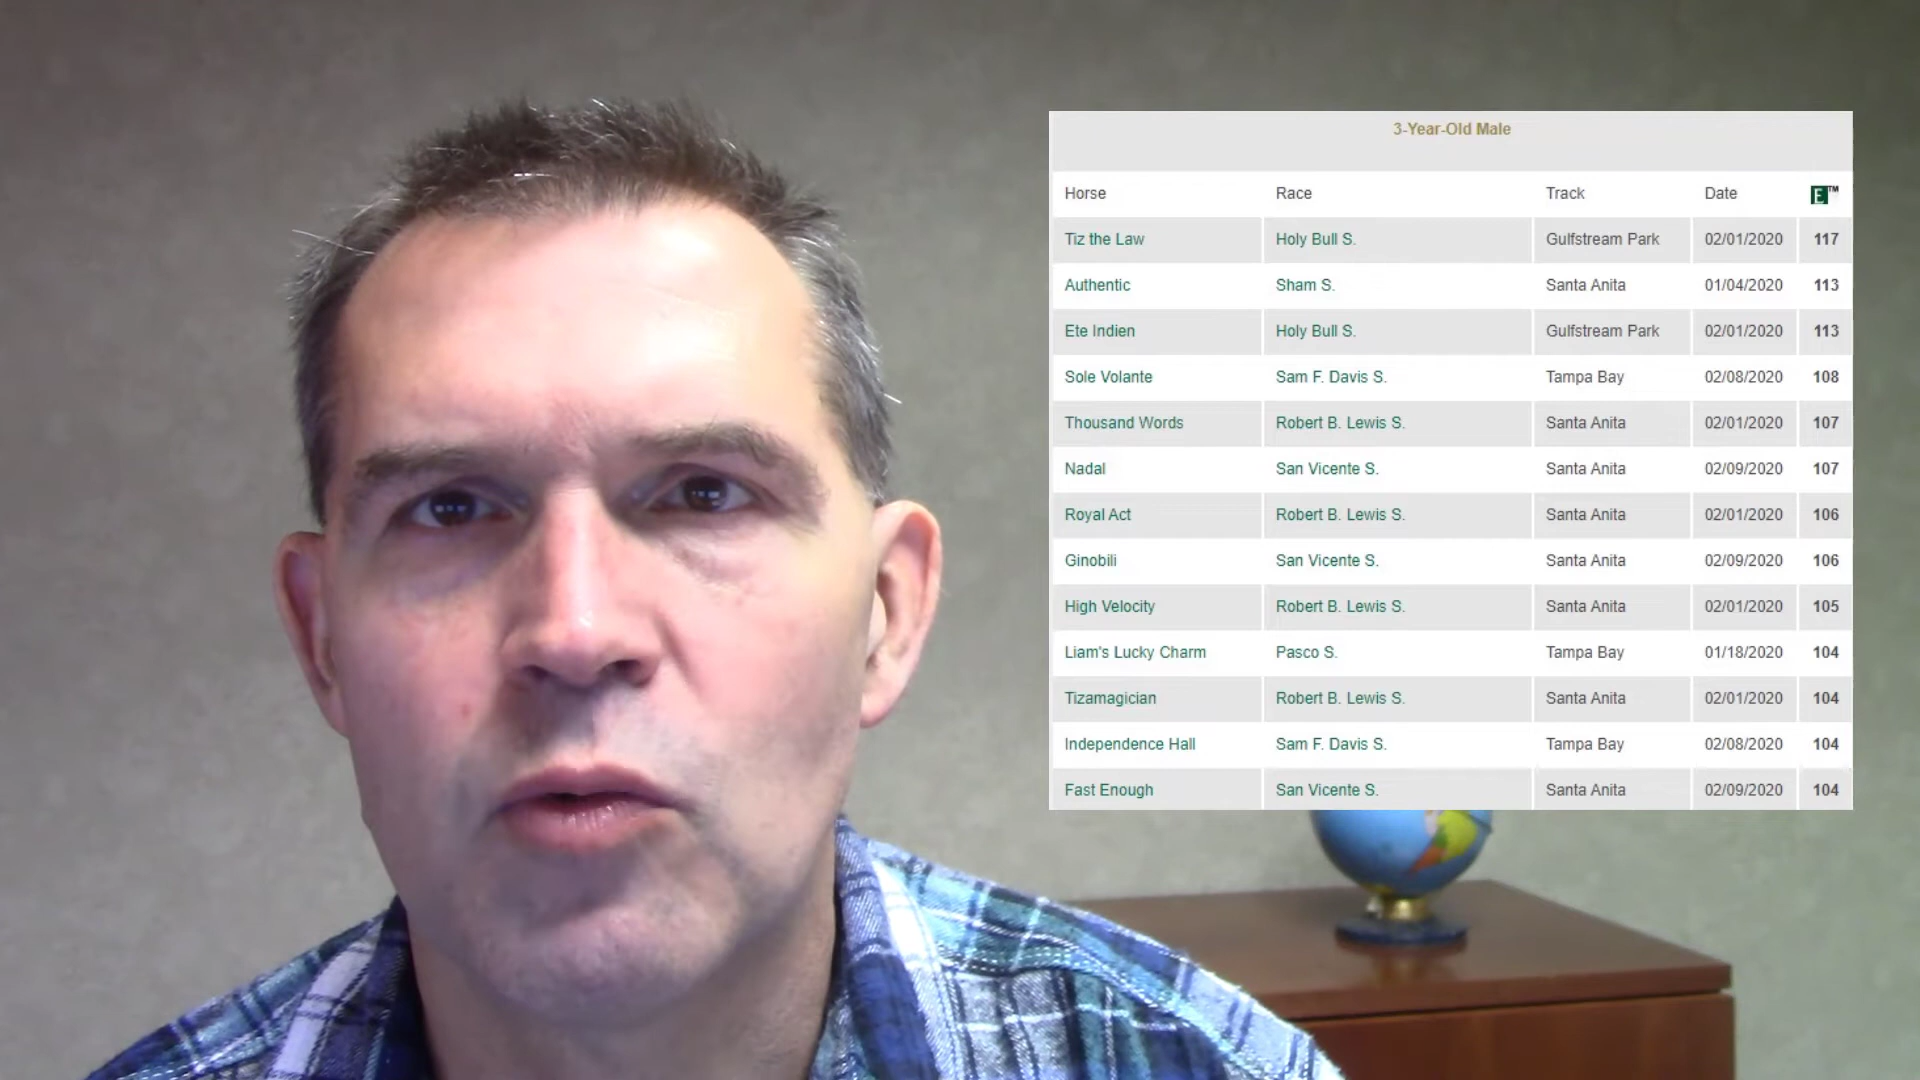 3-Year-Old Male
Horse Race Track Date E™
Tiz the Law Holy Bull S. Gulfstream Park 02/01/2020 117
Authentic Sham S. Santa Anita 01/04/2020 113
Ete Indien Holy Bull S. Gulfstream Park 02/01/2020 113
Sole Volante Sam F. Davis S. Tampa Bay 02/08/2020 108
Thousand Words Robert B. Lewis S. Santa Anita 02/01/2020 107
Nadal San Vicente S. Santa Anita 02/09/2020 107
Royal Act Robert B. Lewis S. Santa Anita 02/01/2020 106
Ginobili San Vicente S. Santa Anita 02/09/2020 106
High Velocity Robert B. Lewis S. Santa Anita 02/01/2020 105
Liam's Lucky Charm Pasco S. Tampa Bay 01/18/2020 104
Tizamagician Robert B. Lewis S. Santa Anita 02/01/2020 104
Independence Hall Sam F. Davis S. Tampa Bay 02/08/2020 104
Fast Enough San Vicente S. Santa Anita 02/09/2020 104